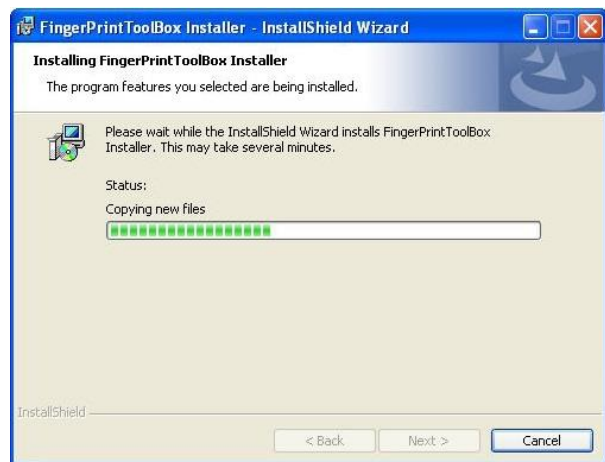 FingerPrintToolBox Installer - InstallShield Wizard
Installing FingerPrintToolBox Installer
The program features you selected are being installed.
Please wait while the InstallShield Wizard installs FingerPrintToolBox
Installer. This may take several minutes.
Status:
Copying new files
InstallShield
< Back
Next >
Cancel